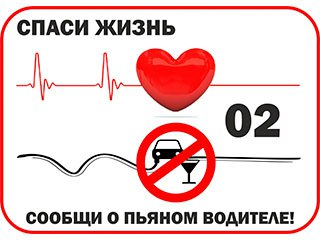 СПАСИ ЖИЗНЬ
02
СООБЩИ О ПЬЯНОМ ВОДИТЕЛЕ!